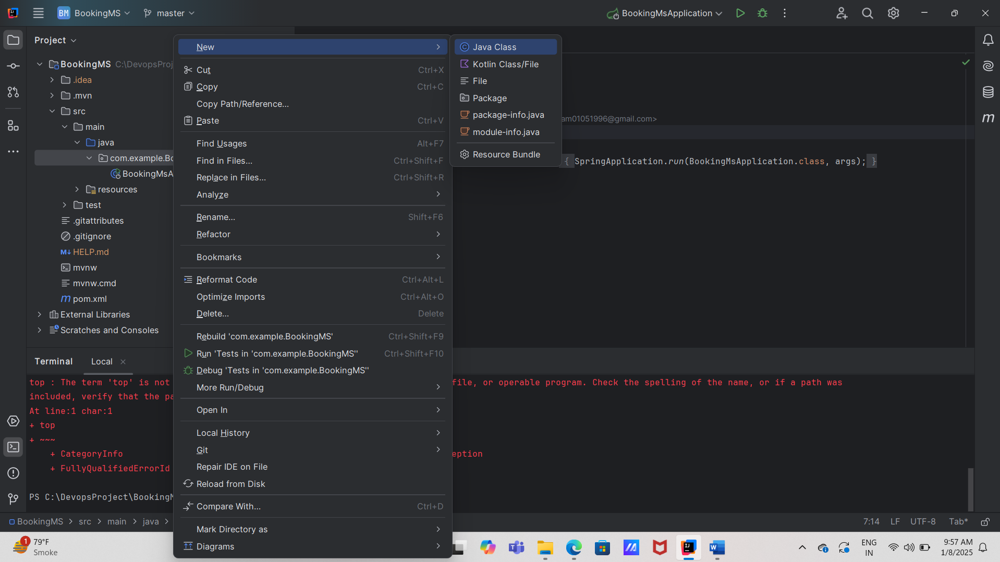 BM BookingMS master BookingMsApplication
Project
BookingMS C:\DevopsProj
.idea
.mvn
src
main
java
com.example.Bo
BookingMsA
resources
test
.gitattributes
.gitignore
M↓ HELP.md
mvnw
mvnw.cmd
m pom.xml
External Libraries
Scratches and Consoles
New
Cut Ctrl+X
Copy Ctrl+C
Copy Path/Reference...
Paste Ctrl+V
Find Usages Alt+F7
Find in Files... Ctrl+Shift+F
Replace in Files... Ctrl+Shift+R
Analyze
Rename... Shift+F6
Refactor
Bookmarks
Reformat Code Ctrl+Alt+L
Optimize Imports Ctrl+Alt+O
Delete... Delete
Rebuild 'com.example.BookingMS' Ctrl+Shift+F9
Run 'Tests in 'com.example.BookingMS'' Ctrl+Shift+F10
Debug 'Tests in 'com.example.BookingMS''
More Run/Debug
Open In
Local History
Git
Repair IDE on File
Reload from Disk
Compare With... Ctrl+D
Mark Directory as
Diagrams
Java Class
Kotlin Class/File
File
Package
package-info.java
module-info.java
Resource Bundle
am01051996@gmail.com>
{ SpringApplication.run(BookingMsApplication.class, args); }
m
Terminal Local
top : The term 'top' is not file, or operable program. Check the spelling of the name, or if a path was
included, verify that the pa
At line:1 char:1
+ top
+ ~~~
+ CategoryInfo eption
+ FullyQualifiedErrorId
PS C:\DevopsProject\BookingM
BookingMS > src > main > java > 7:14 LF UTF-8 Tab*
1 79°F
Smoke
ENG
IN
9:57 AM
1/8/2025